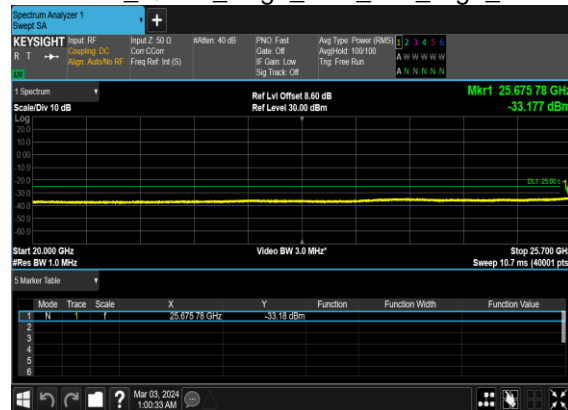 Spectrum Analyzer 1
Swept SA
KEYSIGHT
R T
Input: RF
Coupling: DC
Align: Auto/No RF
Input Z: 50 Ω
Corr CCorr
Freq Ref: Int (S)
#Atten: 40 dB
PNO: Fast
Gate: Off
IF Gain: Low
Sig Track: Off
Avg Type: Power (RMS)
Avg|Hold: 100/100
Trig: Free Run
1 2 3 4 5 6
A W W W W W
A N N N N N
1 Spectrum
Scale/Div 10 dB
Ref Lvl Offset 8.60 dB
Ref Level 30.00 dBm
Mkr1 25.675 78 GHz
-33.177 dBm
Log
20.0
10.0
0.00
-10.0
-20.0
-30.0
-40.0
-50.0
-60.0
Start 20.000 GHz
#Res BW 1.0 MHz
Video BW 3.0 MHz*
Stop 25.700 GHz
Sweep 10.7 ms (40001 pts
5 Marker Table
Mode Trace Scale X Y Function Function Width Function Value
1 N 1 f 25.675 78 GHz -33.18 dBm
2
3
4
5
6
?
Mar 03, 2024
1:00:33 AM